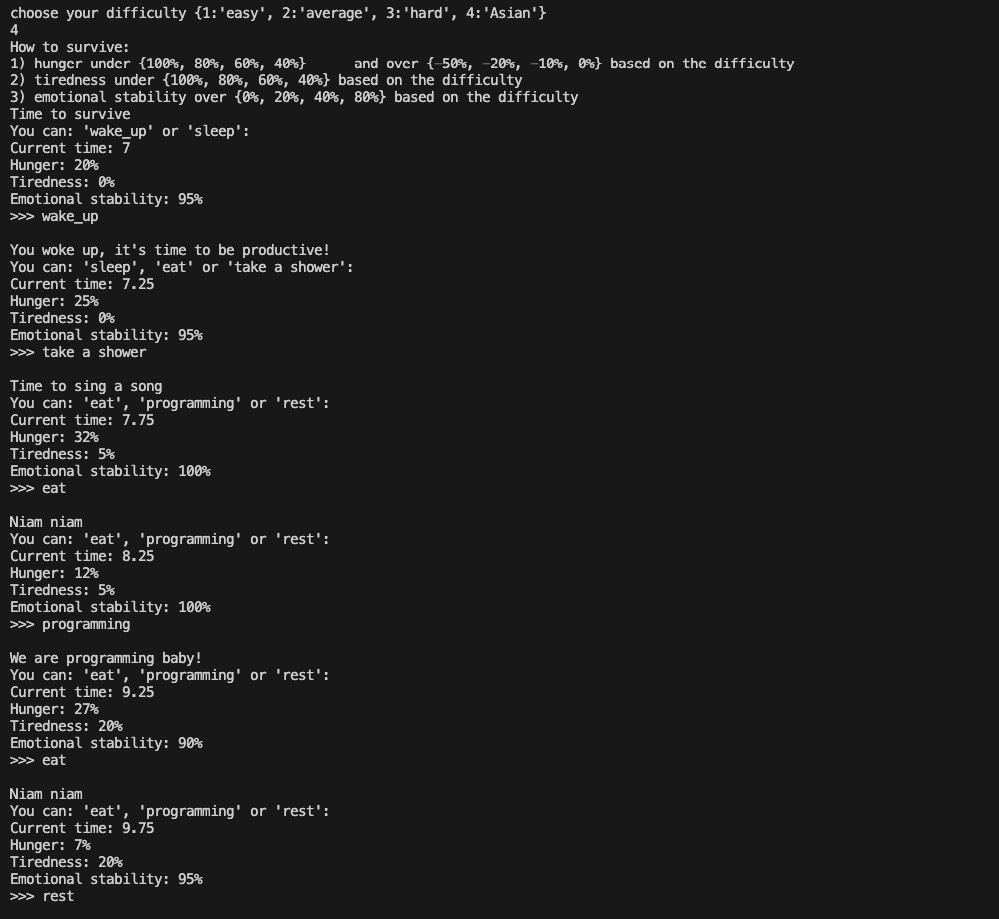 choose your difficulty {1:'easy', 2:'average', 3:'hard', 4:'Asian'}
4
How to survive:
1) hunger under {100%, 80%, 60%, 40%}      and over {-50%, -20%, -10%, 0%} based on the difficulty
2) tiredness under {100%, 80%, 60%, 40%} based on the difficulty
3) emotional stability over {0%, 20%, 40%, 80%} based on the difficulty
Time to survive
You can: 'wake_up' or 'sleep':
Current time: 7
Hunger: 20%
Tiredness: 0%
Emotional stability: 95%
>>> wake_up

You woke up, it's time to be productive!
You can: 'sleep', 'eat' or 'take a shower':
Current time: 7.25
Hunger: 25%
Tiredness: 0%
Emotional stability: 95%
>>> take a shower

Time to sing a song
You can: 'eat', 'programming' or 'rest':
Current time: 7.75
Hunger: 32%
Tiredness: 5%
Emotional stability: 100%
>>> eat

Niam niam
You can: 'eat', 'programming' or 'rest':
Current time: 8.25
Hunger: 12%
Tiredness: 5%
Emotional stability: 100%
>>> programming

We are programming baby!
You can: 'eat', 'programming' or 'rest':
Current time: 9.25
Hunger: 27%
Tiredness: 20%
Emotional stability: 90%
>>> eat

Niam niam
You can: 'eat', 'programming' or 'rest':
Current time: 9.75
Hunger: 7%
Tiredness: 20%
Emotional stability: 95%
>>> rest